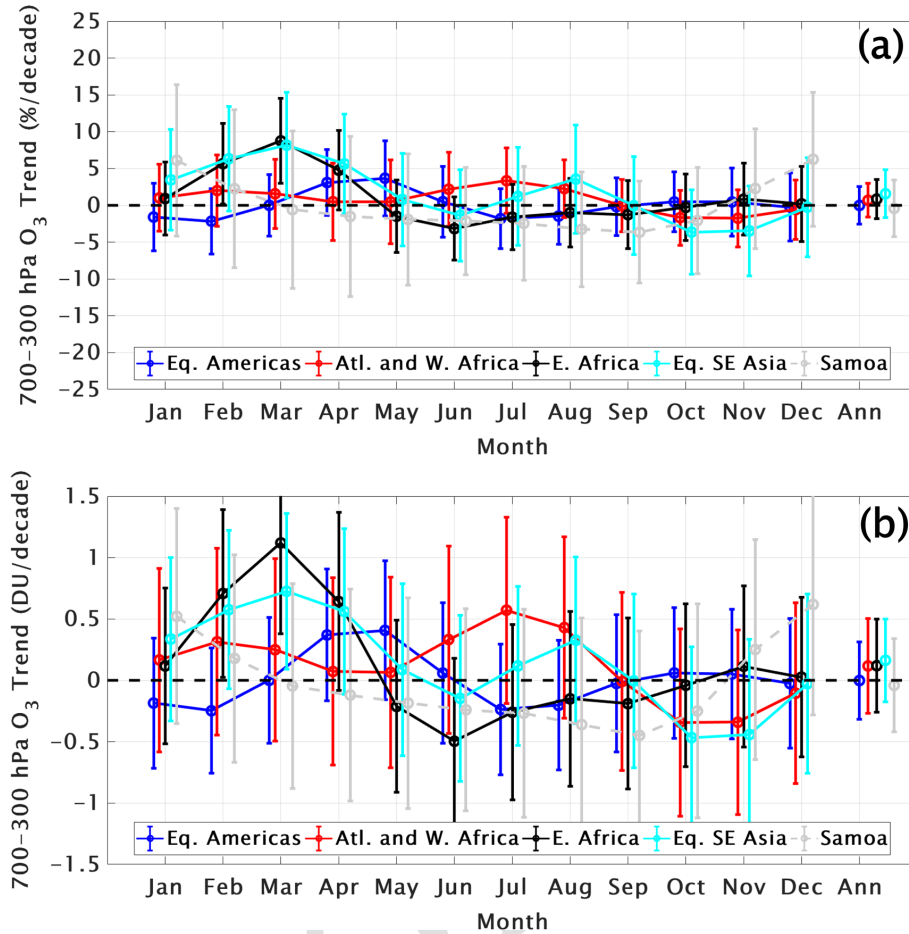 (a)
700-300 hPa O3 Trend (%/decade)
25
20
15
10
5
0
-5
-10
-15
-20
-25
Eq. Americas Atl. and W. Africa E. Africa Eq. SE Asia Samoa
Jan Feb Mar Apr May Jun Jul Aug Sep Oct Nov Dec Ann
Month
(b)
700-300 hPa O3 Trend (DU/decade)
1.5
1
0.5
0
-0.5
-1
-1.5
Eq. Americas Atl. and W. Africa E. Africa Eq. SE Asia Samoa
Jan Feb Mar Apr May Jun Jul Aug Sep Oct Nov Dec Ann
Month